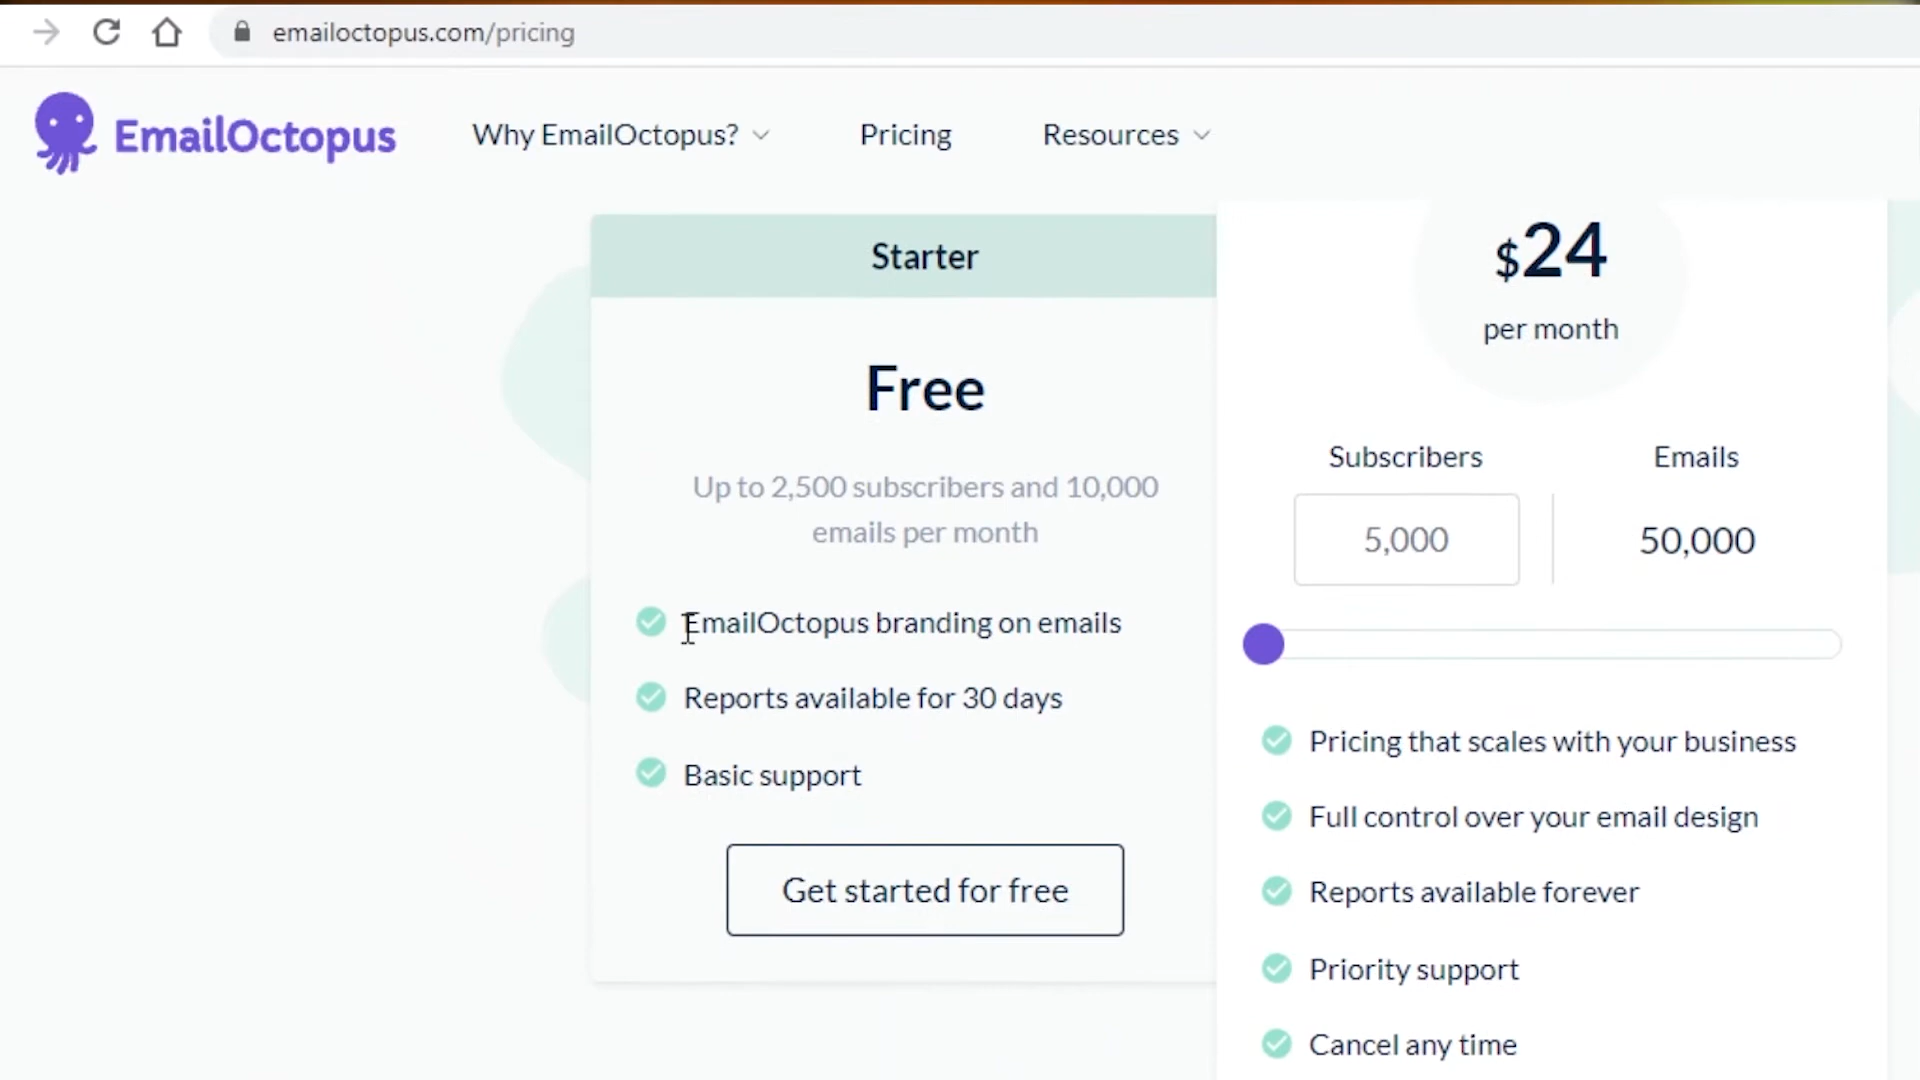 emailoctopus.com/pricing
EmailOctopus
Why EmailOctopus?
Pricing
Resources
Starter
Free
Up to 2,500 subscribers and 10,000
emails per month
EmailOctopus branding on emails
Reports available for 30 days
Basic support
Get started for free
$24
per month
Subscribers
Emails
5,000
50,000
Pricing that scales with your business
Full control over your email design
Reports available forever
Priority support
Cancel any time